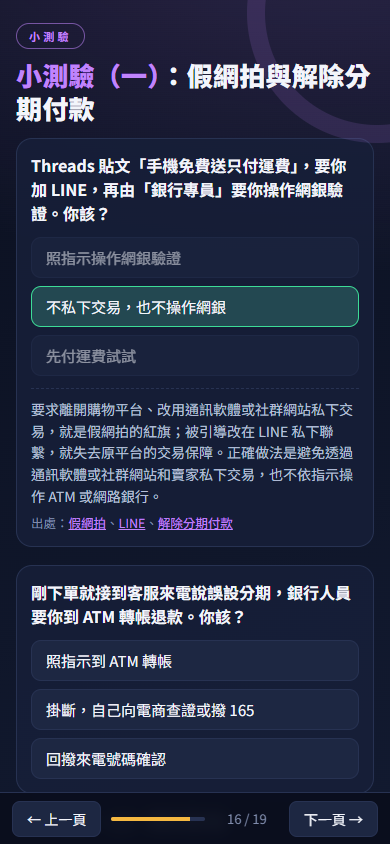 小測驗
小測驗（一）：假網拍與解除分
期付款
Threads 貼文「手機免費送只付運費」，要你
加 LINE，再由「銀行專員」要你操作網銀驗
證。你該？
照指示操作網銀驗證
不私下交易，也不操作網銀
先付運費試試
要求離開購物平台、改用通訊軟體或社群網站私下交
易，就是假網拍的紅旗；被引導改在 LINE 私下聯
繫，就失去原平台的交易保障。正確做法是避免透過
通訊軟體或社群網站和賣家私下交易，也不依指示操
作 ATM 或網路銀行。
出處：假網拍、LINE、解除分期付款
剛下單就接到客服來電說誤設分期，銀行人員
要你到 ATM 轉帳退款。你該？
照指示到 ATM 轉帳
掛斷，自己向電商查證或撥 165
回撥來電號碼確認
← 上一頁
16 / 19
下一頁 →